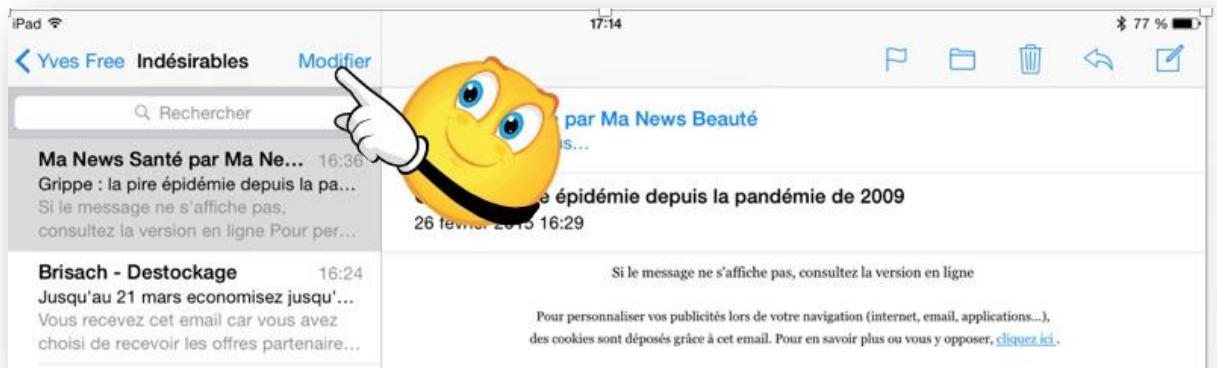 iPad 17:14 77 %
Yves Free Indésirables Modifier
Rechercher
Ma News Santé par Ma Ne... 16:36
Grippe : la pire épidémie depuis la pa...
Si le message ne s'affiche pas,
consultez la version en ligne Pour per...
Brisach - Destockage 16:24
Jusqu'au 21 mars economisez jusqu'...
Vous recevez cet email car vous avez
choisi de recevoir les offres partenaire...
par Ma News Beauté
épidémie depuis la pandémie de 2009
26 février 2015 16:29
Si le message ne s'affiche pas, consultez la version en ligne
Pour personnaliser vos publicités lors de votre navigation (internet, email, applications...),
des cookies sont déposés grâce à cet email. Pour en savoir plus ou vous y opposer, cliquez ici .